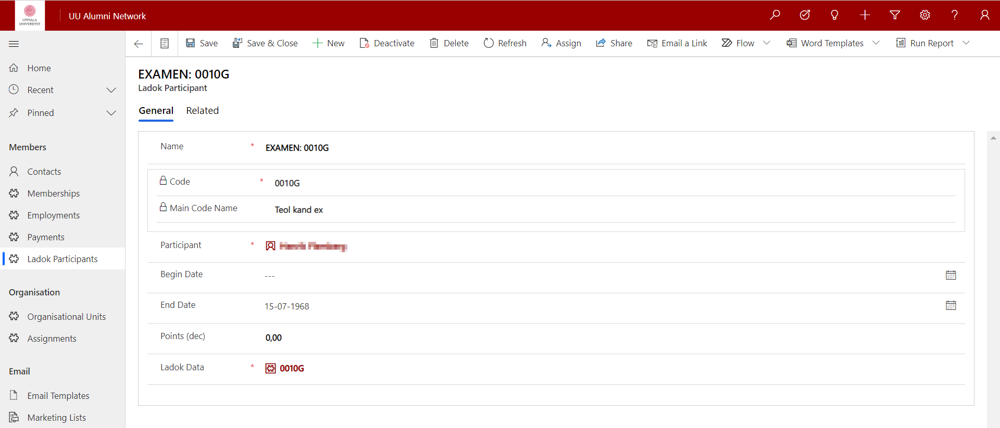 UPPSALA
UNIVERSITET
UU Alumni Network
Save
Save & Close
New
Deactivate
Delete
Refresh
Assign
Share
Email a Link
Flow
Word Templates
Run Report
Home
Recent
Pinned
Members
Contacts
Memberships
Employments
Payments
Ladok Participants
Organisation
Organisational Units
Assignments
Email
Email Templates
Marketing Lists
EXAMEN: 0010G
Ladok Participant
General
Related
Name * EXAMEN: 0010G
Code * 0010G
Main Code Name Teol kand ex
Participant *
Begin Date ---
End Date 15-07-1968
Points (dec) 0,00
Ladok Data * 0010G